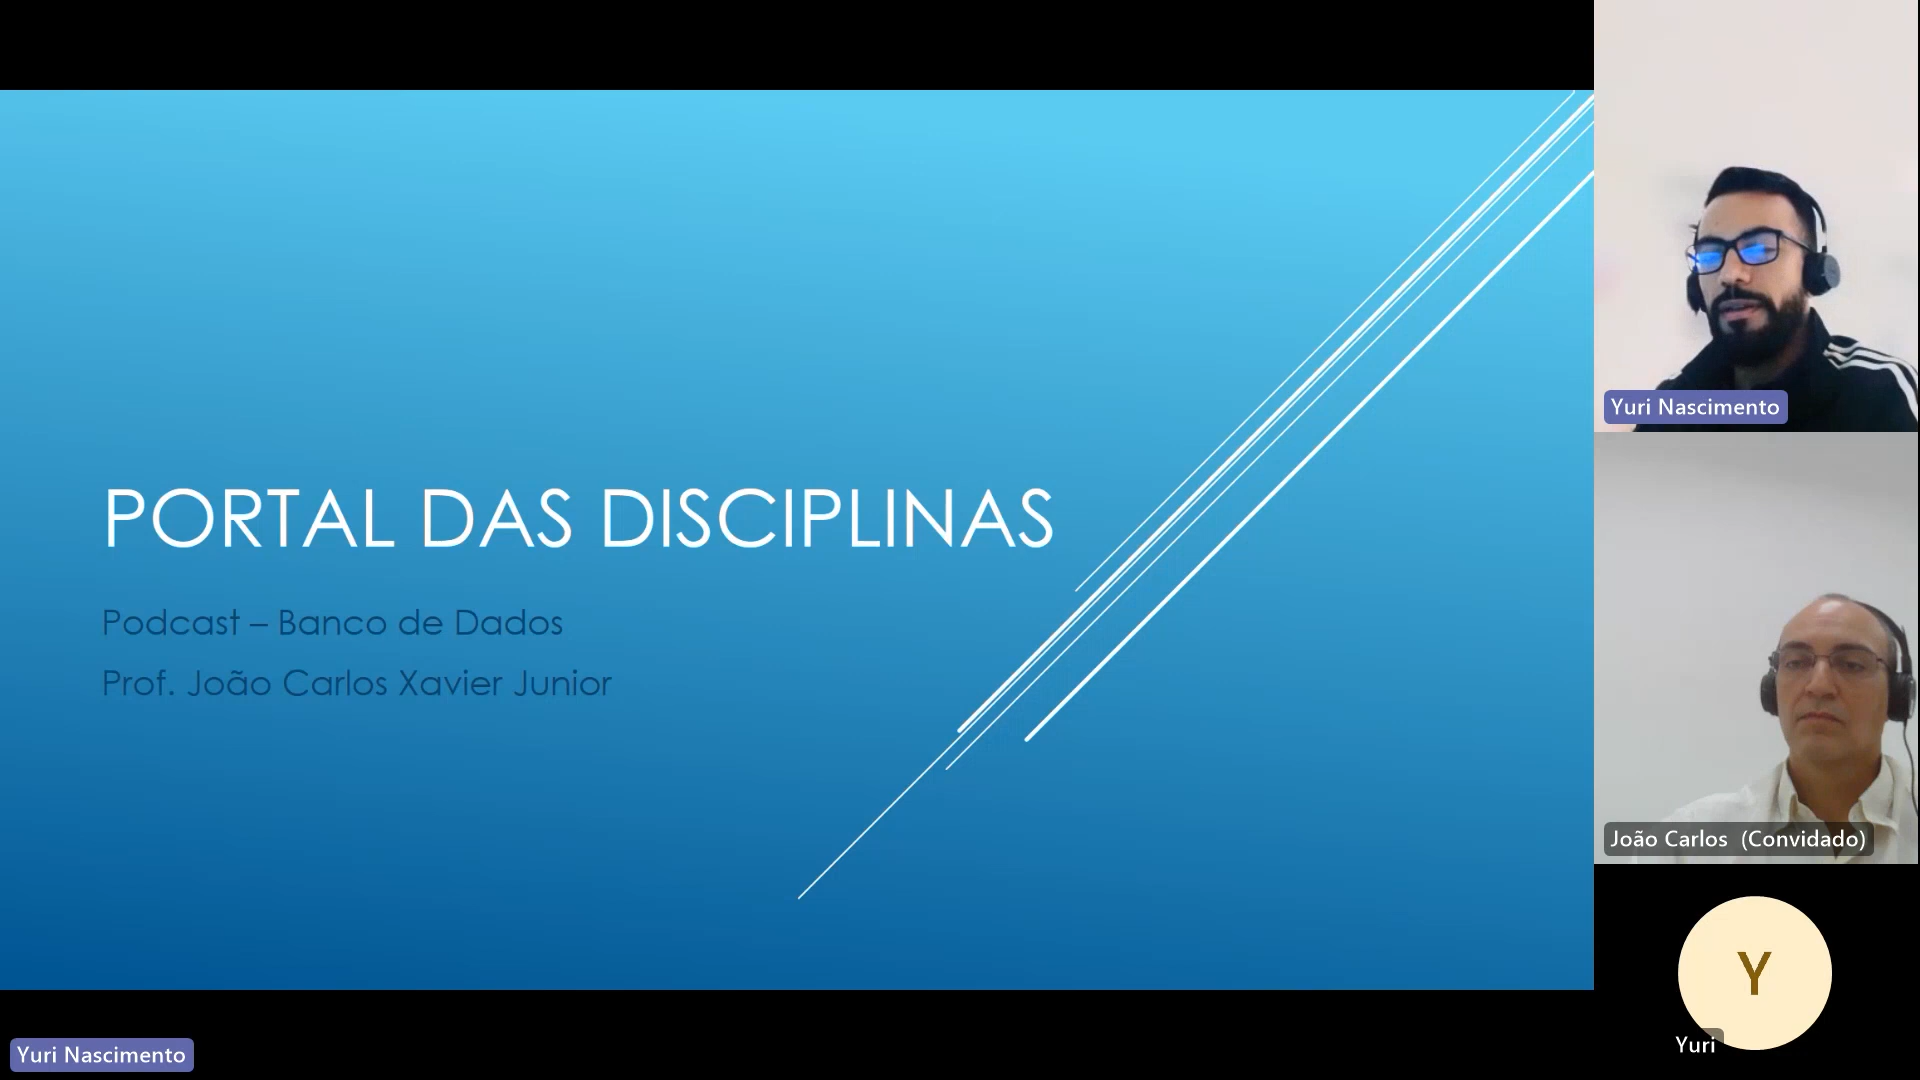 PORTAL DAS DISCIPLINAS
Podcast – Banco de Dados
Prof. João Carlos Xavier Junior
Yuri Nascimento
João Carlos (Convidado)
Y
Yuri
Yuri Nascimento